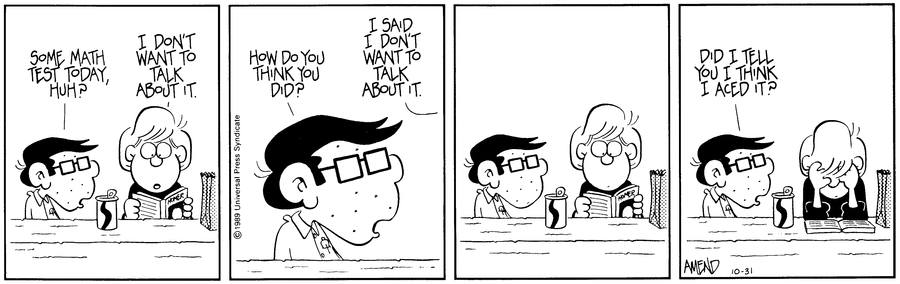 SOME MATH
TEST TODAY,
HUH?
I DON'T
WANT TO
TALK
ABOUT IT.
HOMER
©1989 Universal Press Syndicate
HOW DO YOU
THINK YOU
DID?
I SAID
I DON'T
WANT TO
TALK
ABOUT IT.
HOMER
DID I TELL
YOU I THINK
I ACED IT?
AMEND
10-31